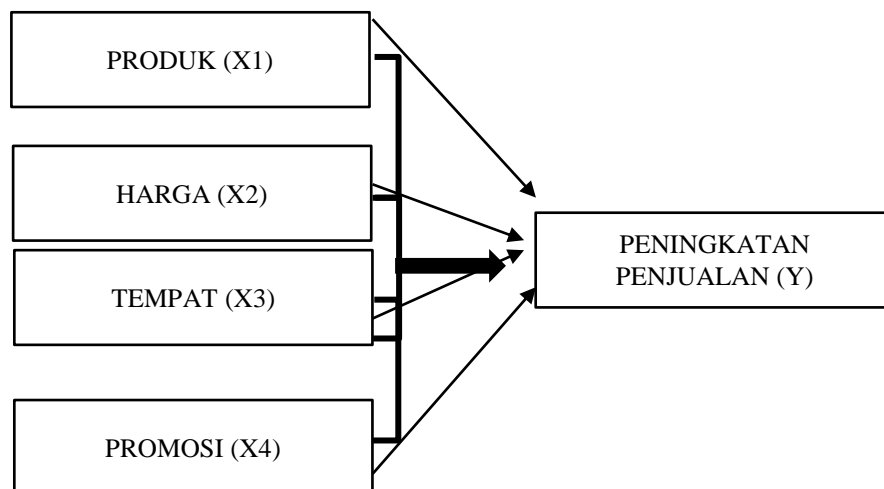 PRODUK (X1)
HARGA (X2)
TEMPAT (X3)
PROMOSI (X4)
PENINGKATAN
PENJUALAN (Y)